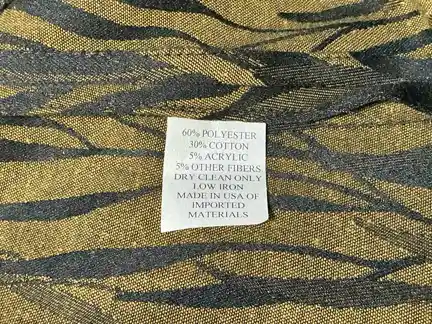 60% POLYESTER
30% COTTON
5% ACRYLIC
5% OTHER FIBERS
DRY CLEAN ONLY
LOW IRON
MADE IN USA OF
IMPORTED
MATERIALS